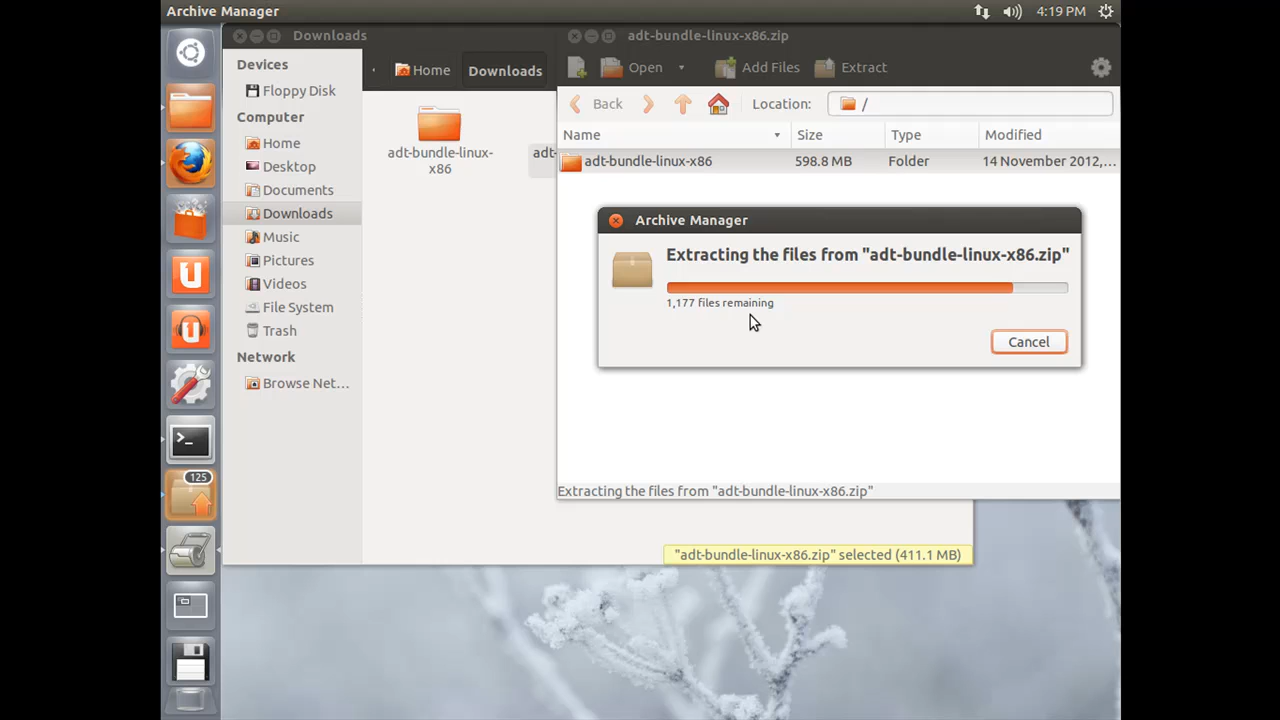 Archive Manager
4:19 PM
Downloads
adt-bundle-linux-x86.zip
Devices
Floppy Disk
Computer
Home
Desktop
Documents
Downloads
Music
Pictures
Videos
File System
Trash
Network
Browse Net...
Home
Downloads
adt-bundle-linux-
x86
adt-
Open
Add Files
Extract
Back
Location:
/
Name
Size
Type
Modified
adt-bundle-linux-x86
598.8 MB
Folder
14 November 2012,...
Archive Manager
Extracting the files from "adt-bundle-linux-x86.zip"
1,177 files remaining
Cancel
Extracting the files from "adt-bundle-linux-x86.zip"
"adt-bundle-linux-x86.zip" selected (411.1 MB)
125